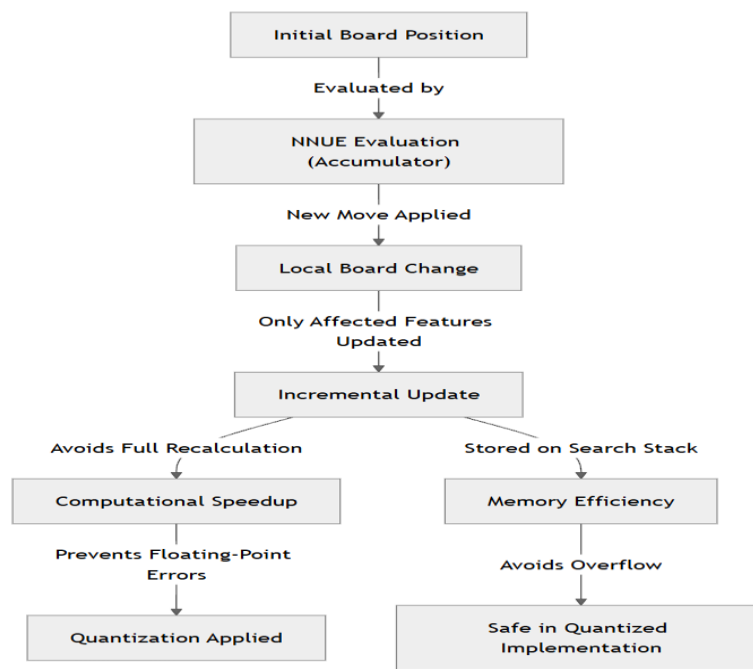 Initial Board Position
Evaluated by
NNUE Evaluation
(Accumulator)
New Move Applied
Local Board Change
Only Affected Features
Updated
Incremental Update
Avoids Full Recalculation
Stored on Search Stack
Computational Speedup
Memory Efficiency
Prevents Floating-Point
Errors
Avoids Overflow
Quantization Applied
Safe in Quantized
Implementation